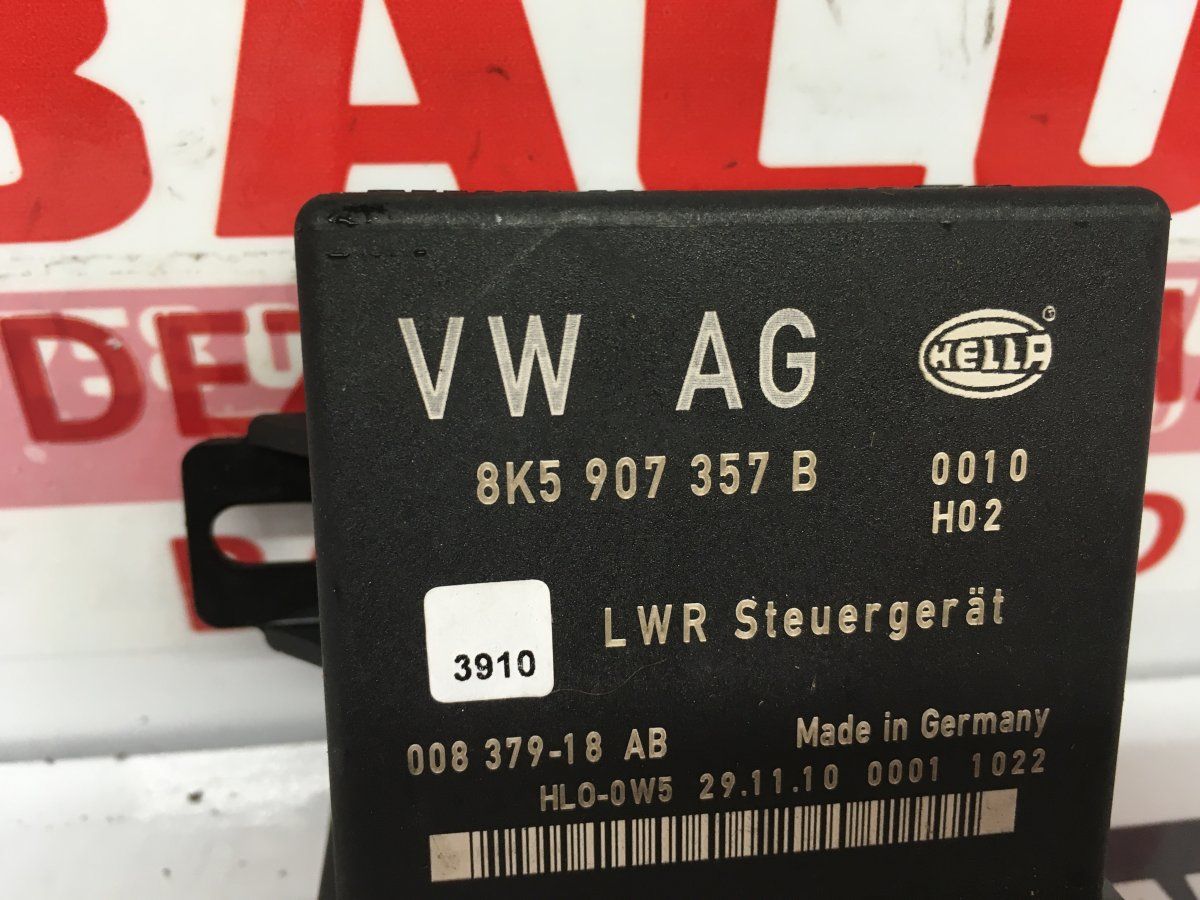 VW AG
HELLA
8K5 907 357 B 0010
H02
LWR Steuergerät
3910
008 379-18 AB Made in Germany
HLO-0W5 29.11.10 0001 1022